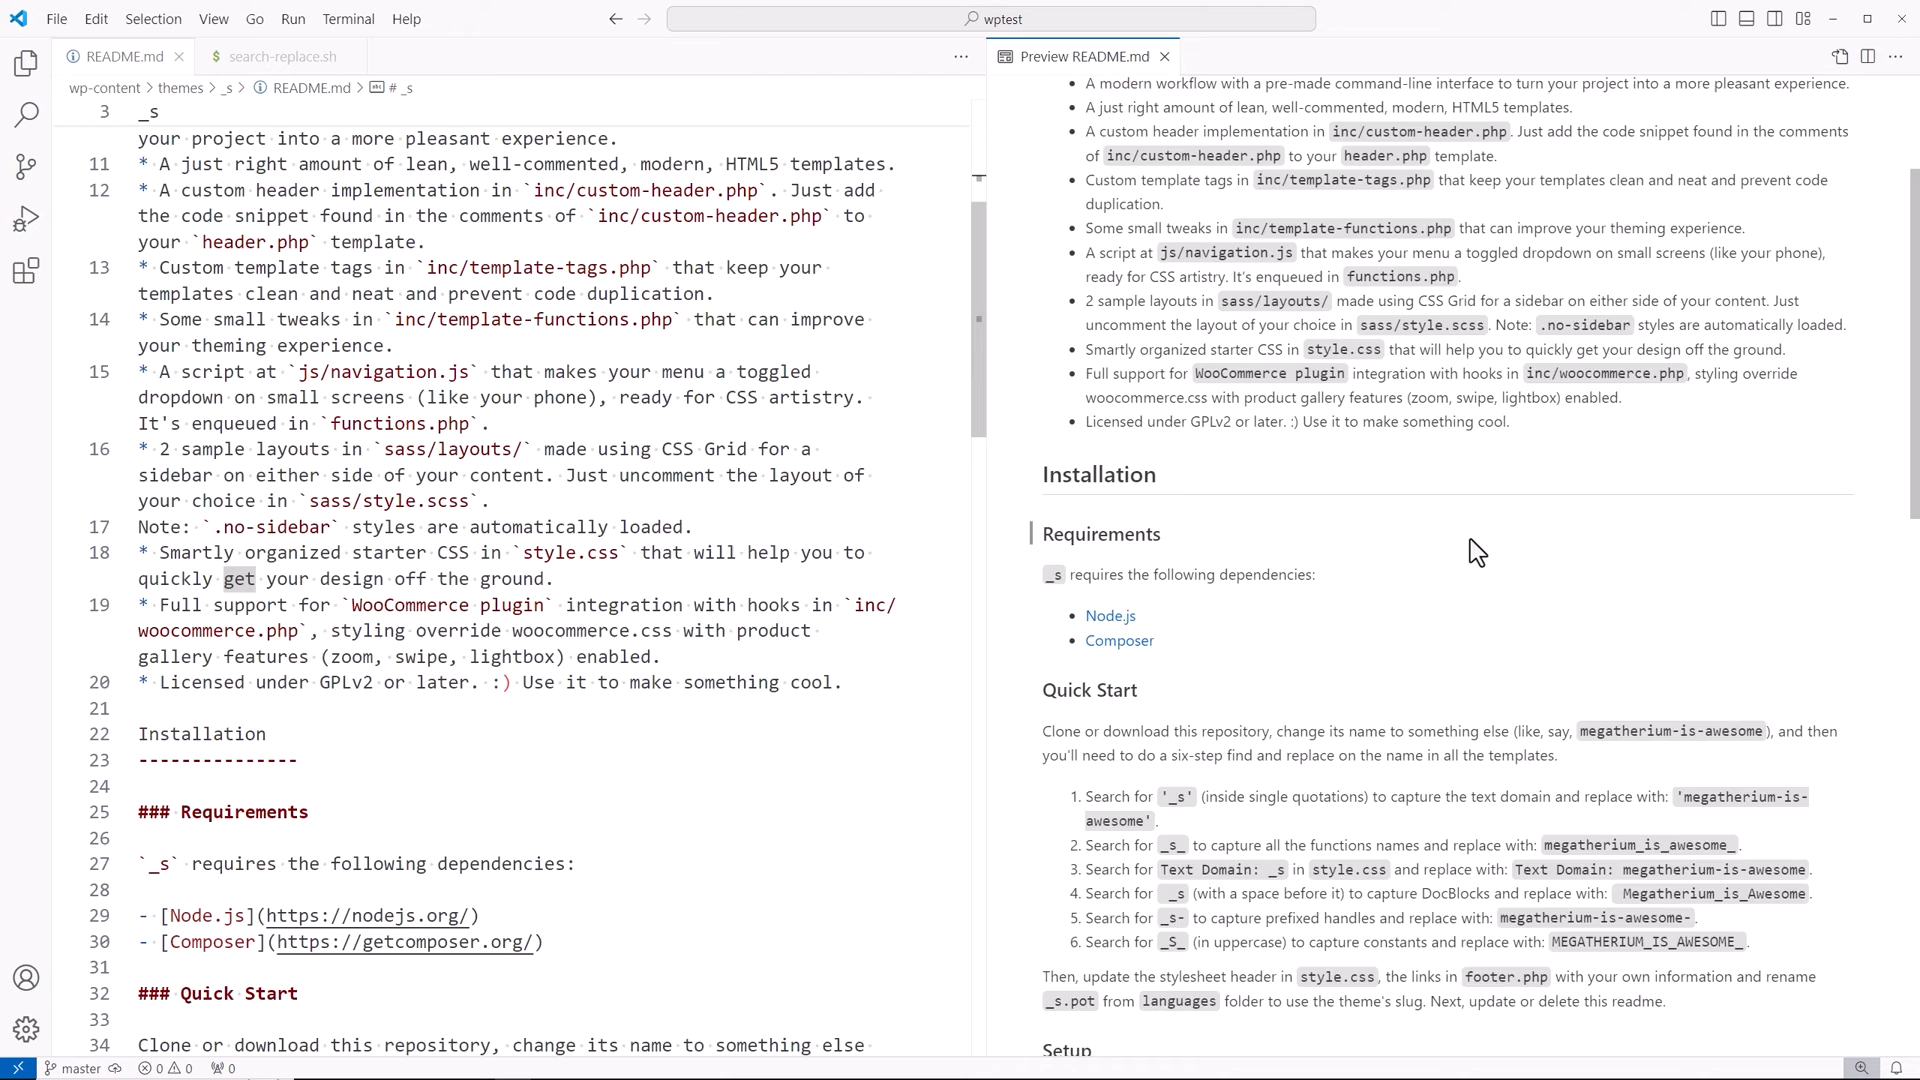 File Edit Selection View Go Run Terminal Help
wptest
README.md
search-replace.sh
wp-content > themes > _s > README.md > # _s
3 _s
your project into a more pleasant experience.
11 * A just right amount of lean, well-commented, modern, HTML5 templates.
12 * A custom header implementation in `inc/custom-header.php`. Just add
the code snippet found in the comments of `inc/custom-header.php` to
your `header.php` template.
13 * Custom template tags in `inc/template-tags.php` that keep your
templates clean and neat and prevent code duplication.
14 * Some small tweaks in `inc/template-functions.php` that can improve
your theming experience.
15 * A script at `js/navigation.js` that makes your menu a toggled
dropdown on small screens (like your phone), ready for CSS artistry.
It's enqueued in `functions.php`.
16 * 2 sample layouts in `sass/layouts/` made using CSS Grid for a
sidebar on either side of your content. Just uncomment the layout of
your choice in `sass/style.scss`.
17 Note: `.no-sidebar` styles are automatically loaded.
18 * Smartly organized starter CSS in `style.css` that will help you to
quickly get your design off the ground.
19 * Full support for `WooCommerce plugin` integration with hooks in `inc/
woocommerce.php`, styling override woocommerce.css with product
gallery features (zoom, swipe, lightbox) enabled.
20 * Licensed under GPLv2 or later. :) Use it to make something cool.
21
22 Installation
23 ---------------
24
25 ### Requirements
26
27 `_s` requires the following dependencies:
28
29 - [Node.js](https://nodejs.org/)
30 - [Composer](https://getcomposer.org/)
31
32 ### Quick Start
33
34 Clone or download this repository, change its name to something else
Preview README.md
A modern workflow with a pre-made command-line interface to turn your project into a more pleasant experience.
A just right amount of lean, well-commented, modern, HTML5 templates.
A custom header implementation in inc/custom-header.php. Just add the code snippet found in the comments
of inc/custom-header.php to your header.php template.
Custom template tags in inc/template-tags.php that keep your templates clean and neat and prevent code
duplication.
Some small tweaks in inc/template-functions.php that can improve your theming experience.
A script at js/navigation.js that makes your menu a toggled dropdown on small screens (like your phone),
ready for CSS artistry. It's enqueued in functions.php.
2 sample layouts in sass/layouts/ made using CSS Grid for a sidebar on either side of your content. Just
uncomment the layout of your choice in sass/style.scss. Note: .no-sidebar styles are automatically loaded.
Smartly organized starter CSS in style.css that will help you to quickly get your design off the ground.
Full support for WooCommerce plugin integration with hooks in inc/woocommerce.php, styling override
woocommerce.css with product gallery features (zoom, swipe, lightbox) enabled.
Licensed under GPLv2 or later. :) Use it to make something cool.
Installation
Requirements
_s requires the following dependencies:
Node.js
Composer
Quick Start
Clone or download this repository, change its name to something else (like, say, megatherium-is-awesome), and then
you'll need to do a six-step find and replace on the name in all the templates.
1. Search for '_s' (inside single quotations) to capture the text domain and replace with: 'megatherium-is-
awesome'.
2. Search for _s_ to capture all the functions names and replace with: megatherium_is_awesome_.
3. Search for Text Domain: _s in style.css and replace with: Text Domain: megatherium-is-awesome.
4. Search for _s (with a space before it) to capture DocBlocks and replace with: Megatherium_is_Awesome.
5. Search for _s- to capture prefixed handles and replace with: megatherium-is-awesome-.
6. Search for _S_ (in uppercase) to capture constants and replace with: MEGATHERIUM_IS_AWESOME_.
Then, update the stylesheet header in style.css, the links in footer.php with your own information and rename
_s.pot from languages folder to use the theme's slug. Next, update or delete this readme.
Setup
master 0 0 0